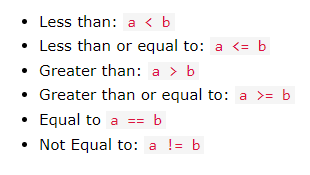 Less than: a < b
Less than or equal to: a <= b
Greater than: a > b
Greater than or equal to: a >= b
Equal to a == b
Not Equal to: a != b